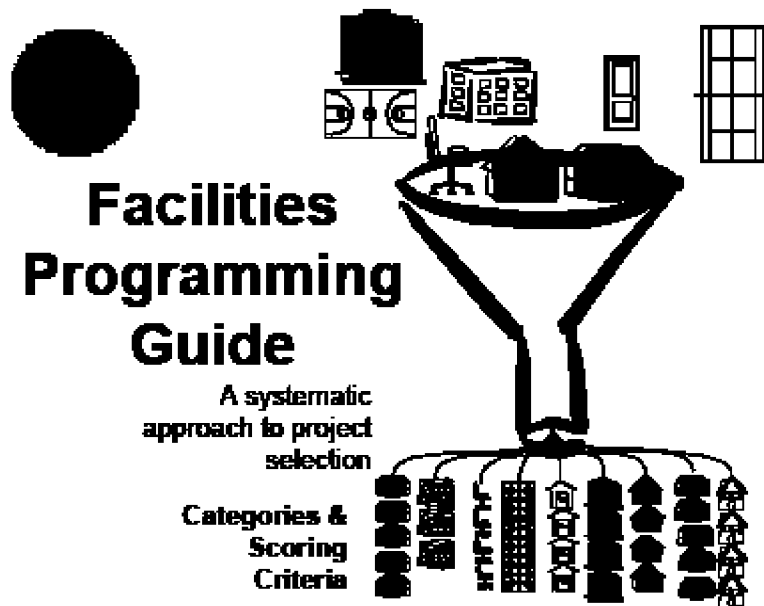 Facilities
Programming
Guide
A systematic
approach to project
selection
Categories &
Scoring
Criteria